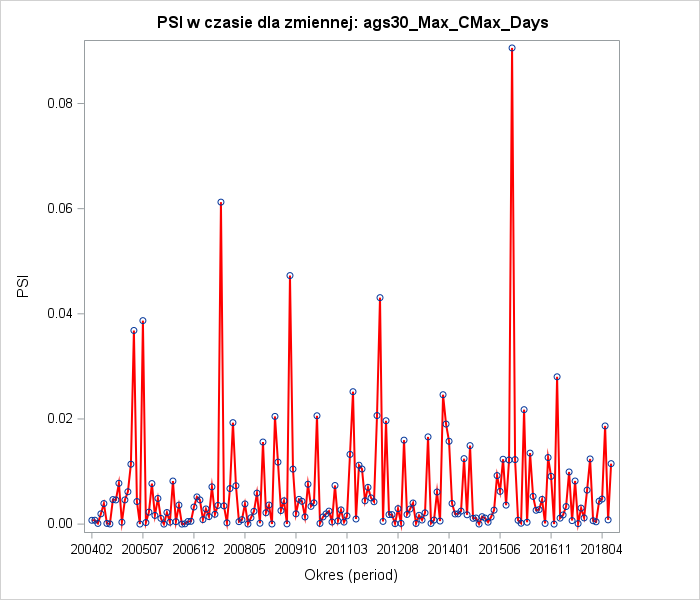 PSI w czasie dla zmiennej: ags30_Max_CMax_Days
PSI
0.08
0.06
0.04
0.02
0.00
200402 200507 200612 200805 200910 201103 201208 201401 201506 201611 201804
Okres (period)